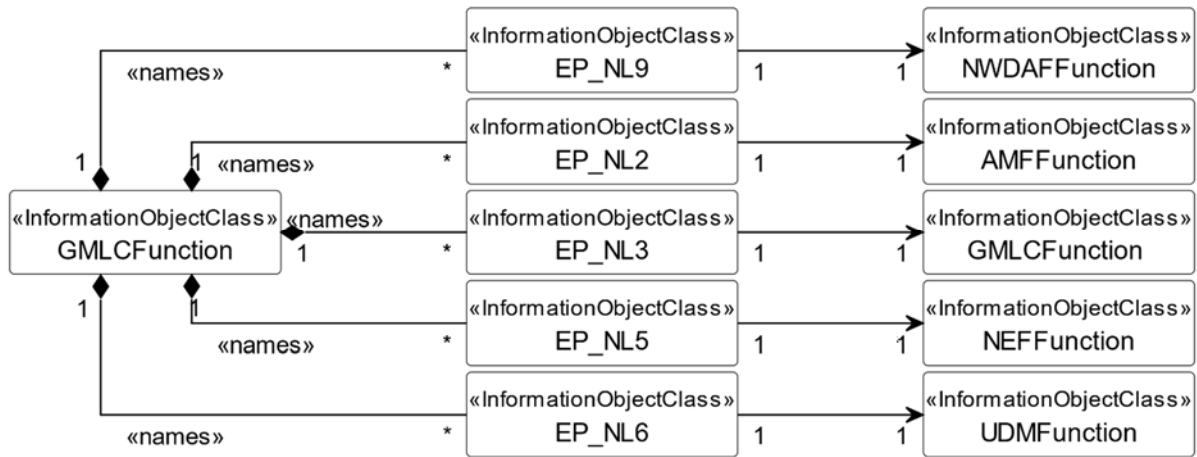 «InformationObjectClass»
EP_NL9
«InformationObjectClass»
NWDAFFunction
«names»
*
1
1
«InformationObjectClass»
EP_NL2
«InformationObjectClass»
AMFFunction
1
1
«names»
*
1
1
«InformationObjectClass»
GMLCFunction
«names»
1
*
«InformationObjectClass»
EP_NL3
1
1
«InformationObjectClass»
GMLCFunction
1
1
«names»
*
«InformationObjectClass»
EP_NL5
1
1
«InformationObjectClass»
NEFFunction
«names»
*
«InformationObjectClass»
EP_NL6
1
1
«InformationObjectClass»
UDMFunction